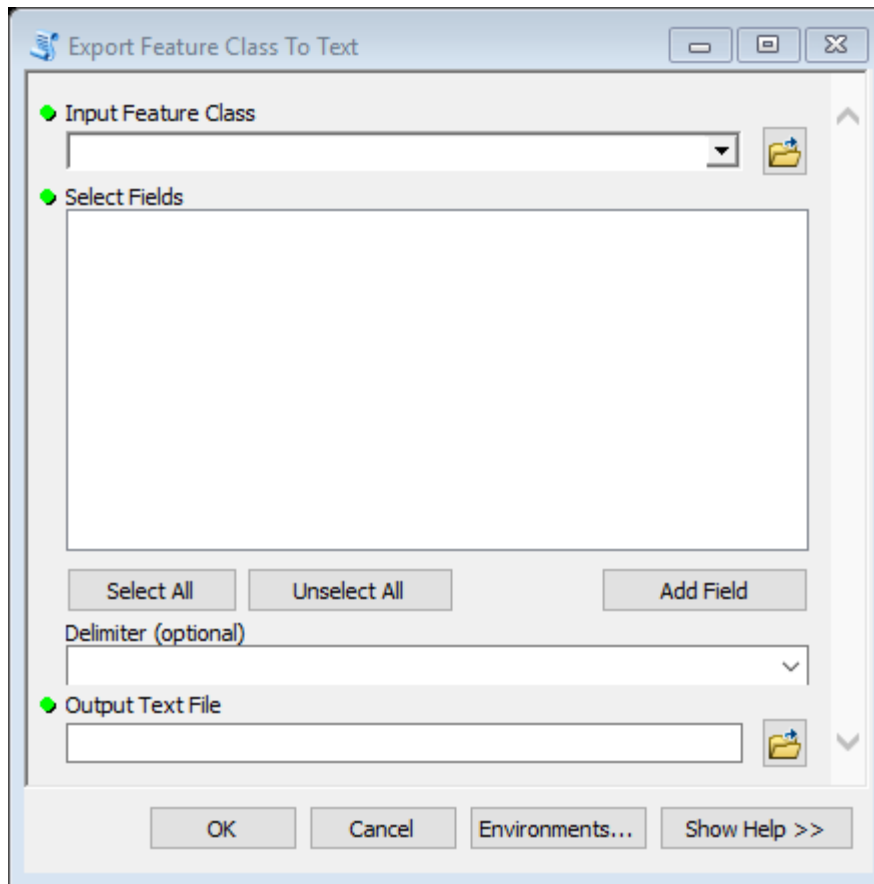 Export Feature Class To Text
Input Feature Class
Select Fields
Select All Unselect All Add Field
Delimiter (optional)
Output Text File
OK Cancel Environments... Show Help >>